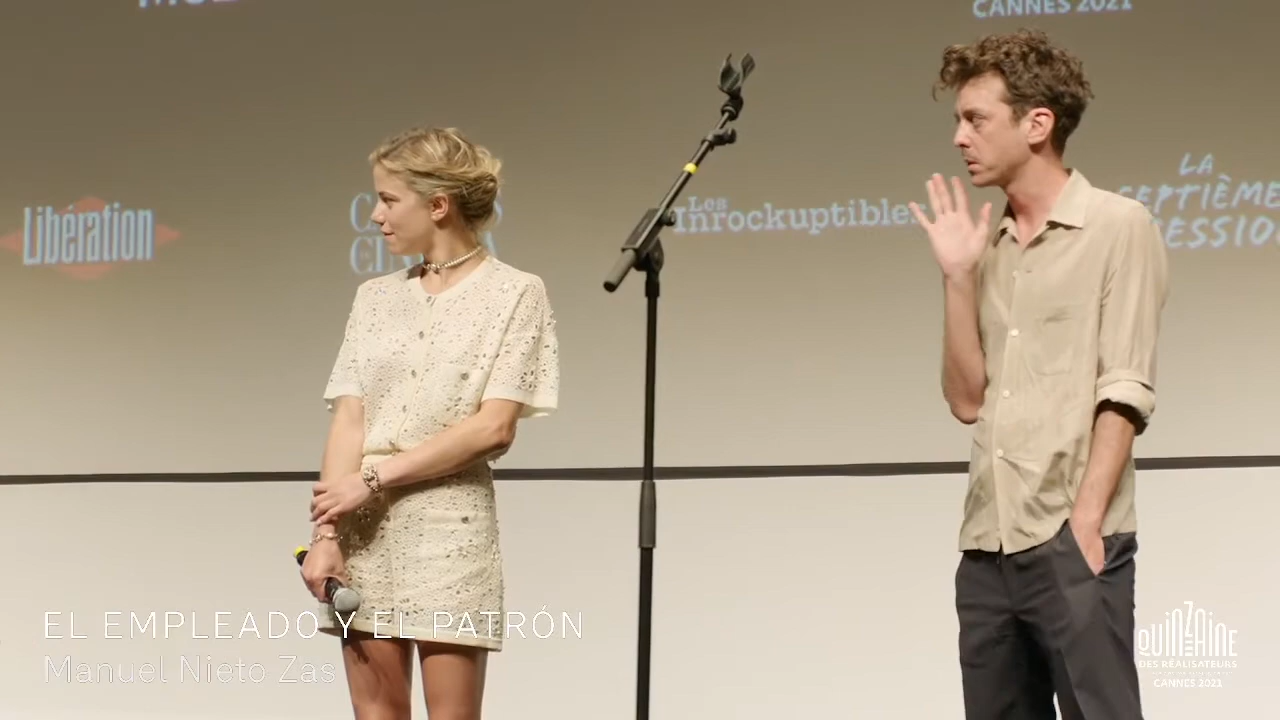 CANNES 2021
Libération
Les
Inrockuptibles
LA
SEPTIÈME
EL EMPLEADO Y EL PATRÓN
Manuel Nieto Zas
QUINZAINE
DES RÉALISATEURS
CANNES 2021